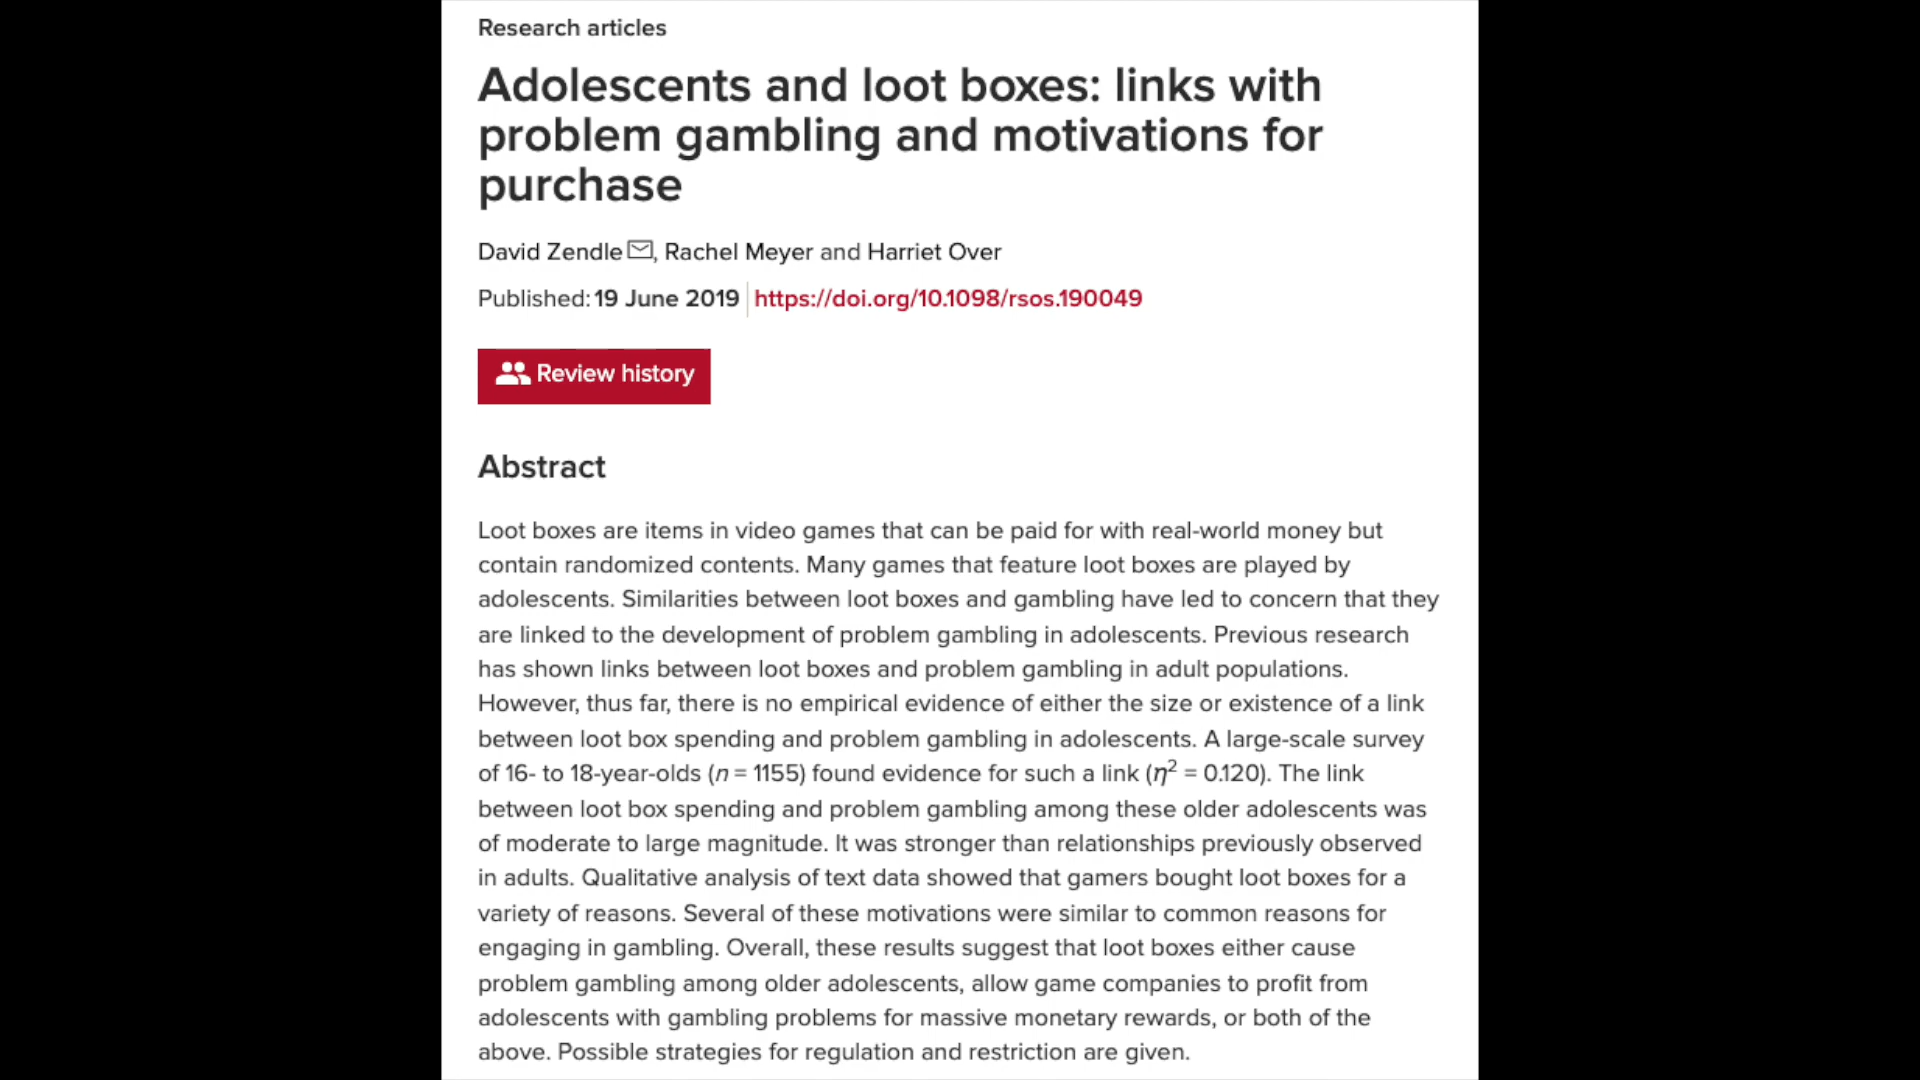 Research articles
Adolescents and loot boxes: links with
problem gambling and motivations for
purchase
David Zendle, Rachel Meyer and Harriet Over
Published: 19 June 2019 https://doi.org/10.1098/rsos.190049
Review history
Abstract
Loot boxes are items in video games that can be paid for with real-world money but
contain randomized contents. Many games that feature loot boxes are played by
adolescents. Similarities between loot boxes and gambling have led to concern that they
are linked to the development of problem gambling in adolescents. Previous research
has shown links between loot boxes and problem gambling in adult populations.
However, thus far, there is no empirical evidence of either the size or existence of a link
between loot box spending and problem gambling in adolescents. A large-scale survey
of 16- to 18-year-olds (n = 1155) found evidence for such a link (η² = 0.120). The link
between loot box spending and problem gambling among these older adolescents was
of moderate to large magnitude. It was stronger than relationships previously observed
in adults. Qualitative analysis of text data showed that gamers bought loot boxes for a
variety of reasons. Several of these motivations were similar to common reasons for
engaging in gambling. Overall, these results suggest that loot boxes either cause
problem gambling among older adolescents, allow game companies to profit from
adolescents with gambling problems for massive monetary rewards, or both of the
above. Possible strategies for regulation and restriction are given.